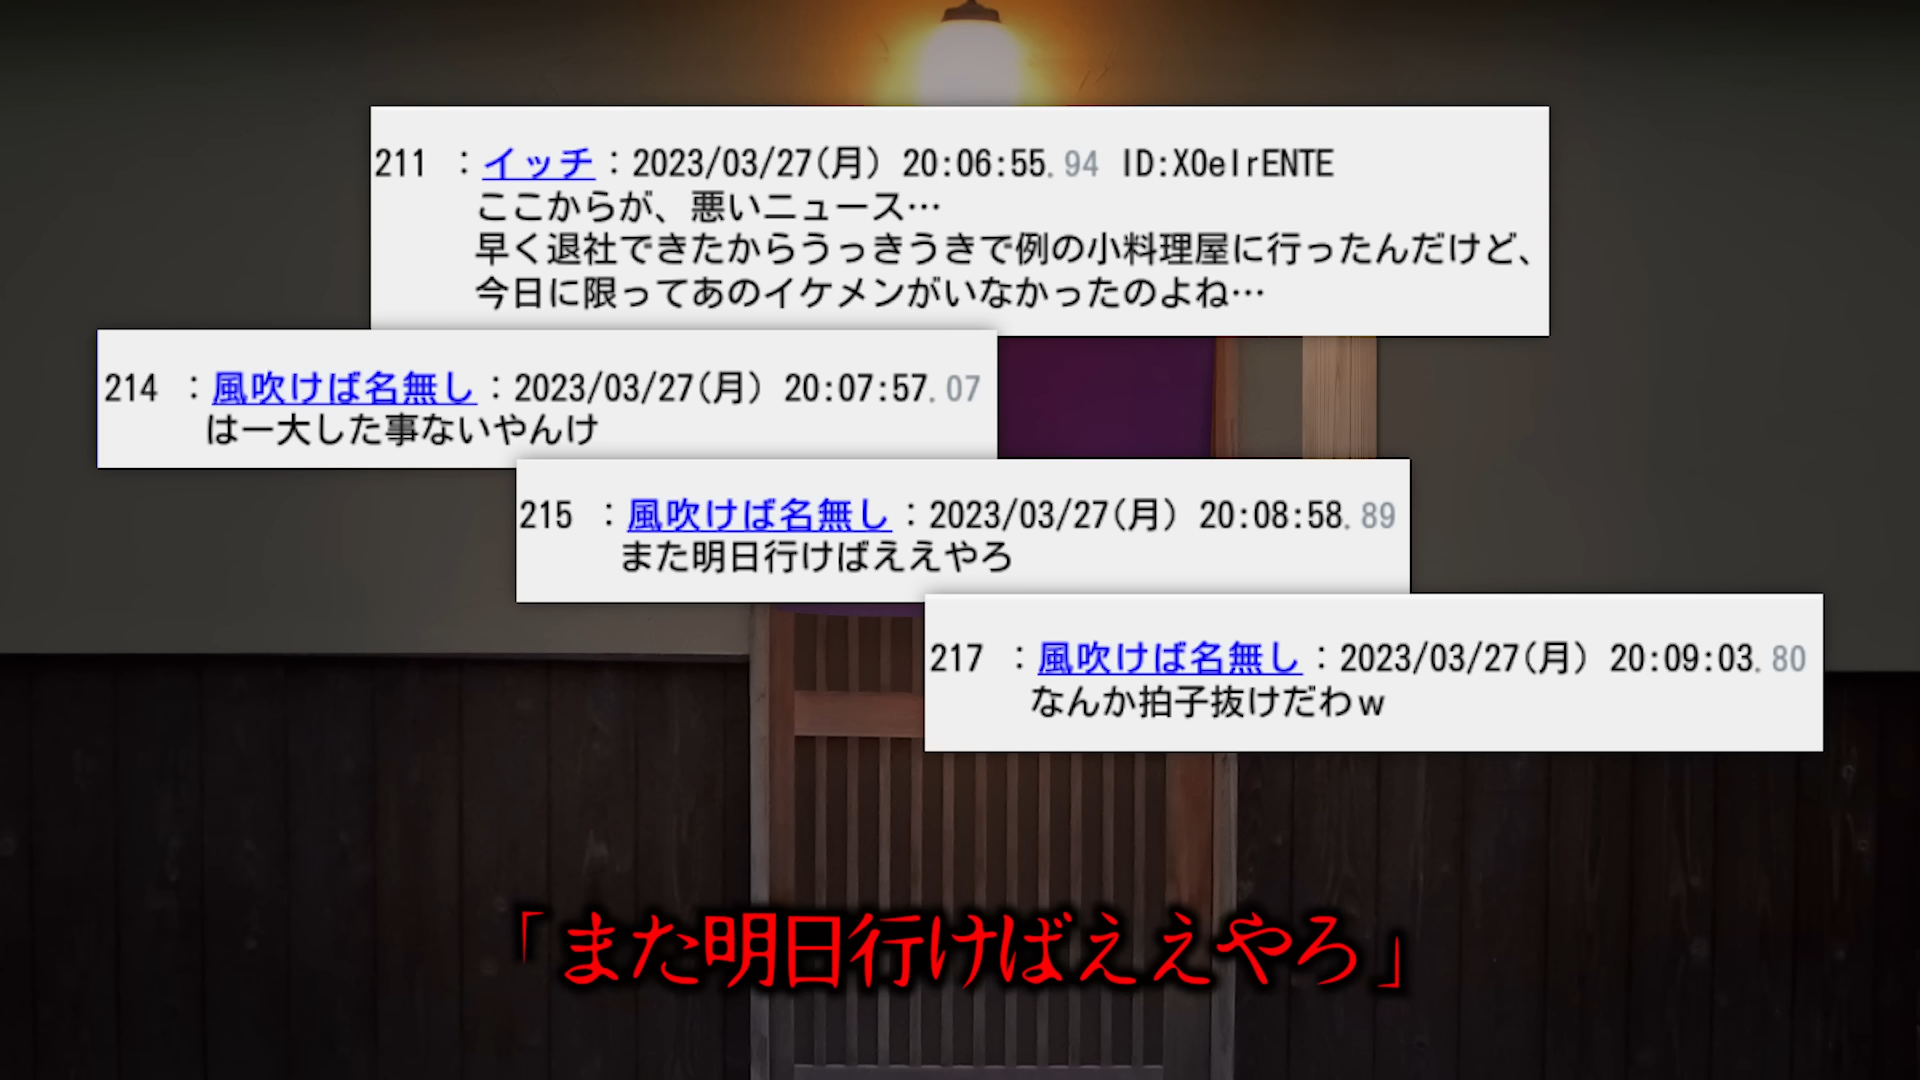 211 ：イッチ：2023/03/27(月) 20:06:55.94 ID:X0eIrENTE
ここからが、悪いニュース…
早く退社できたからうっきうきで例の小料理屋に行ったんだけど、
今日に限ってあのイケメンがいなかったのよね…
214 ：風吹けば名無し：2023/03/27(月) 20:07:57.07
はー大した事ないやんけ
215 ：風吹けば名無し：2023/03/27(月) 20:08:58.89
また明日行けばええやろ
217 ：風吹けば名無し：2023/03/27(月) 20:09:03.80
なんか拍子抜けだわｗ
「また明日行けばええやろ」